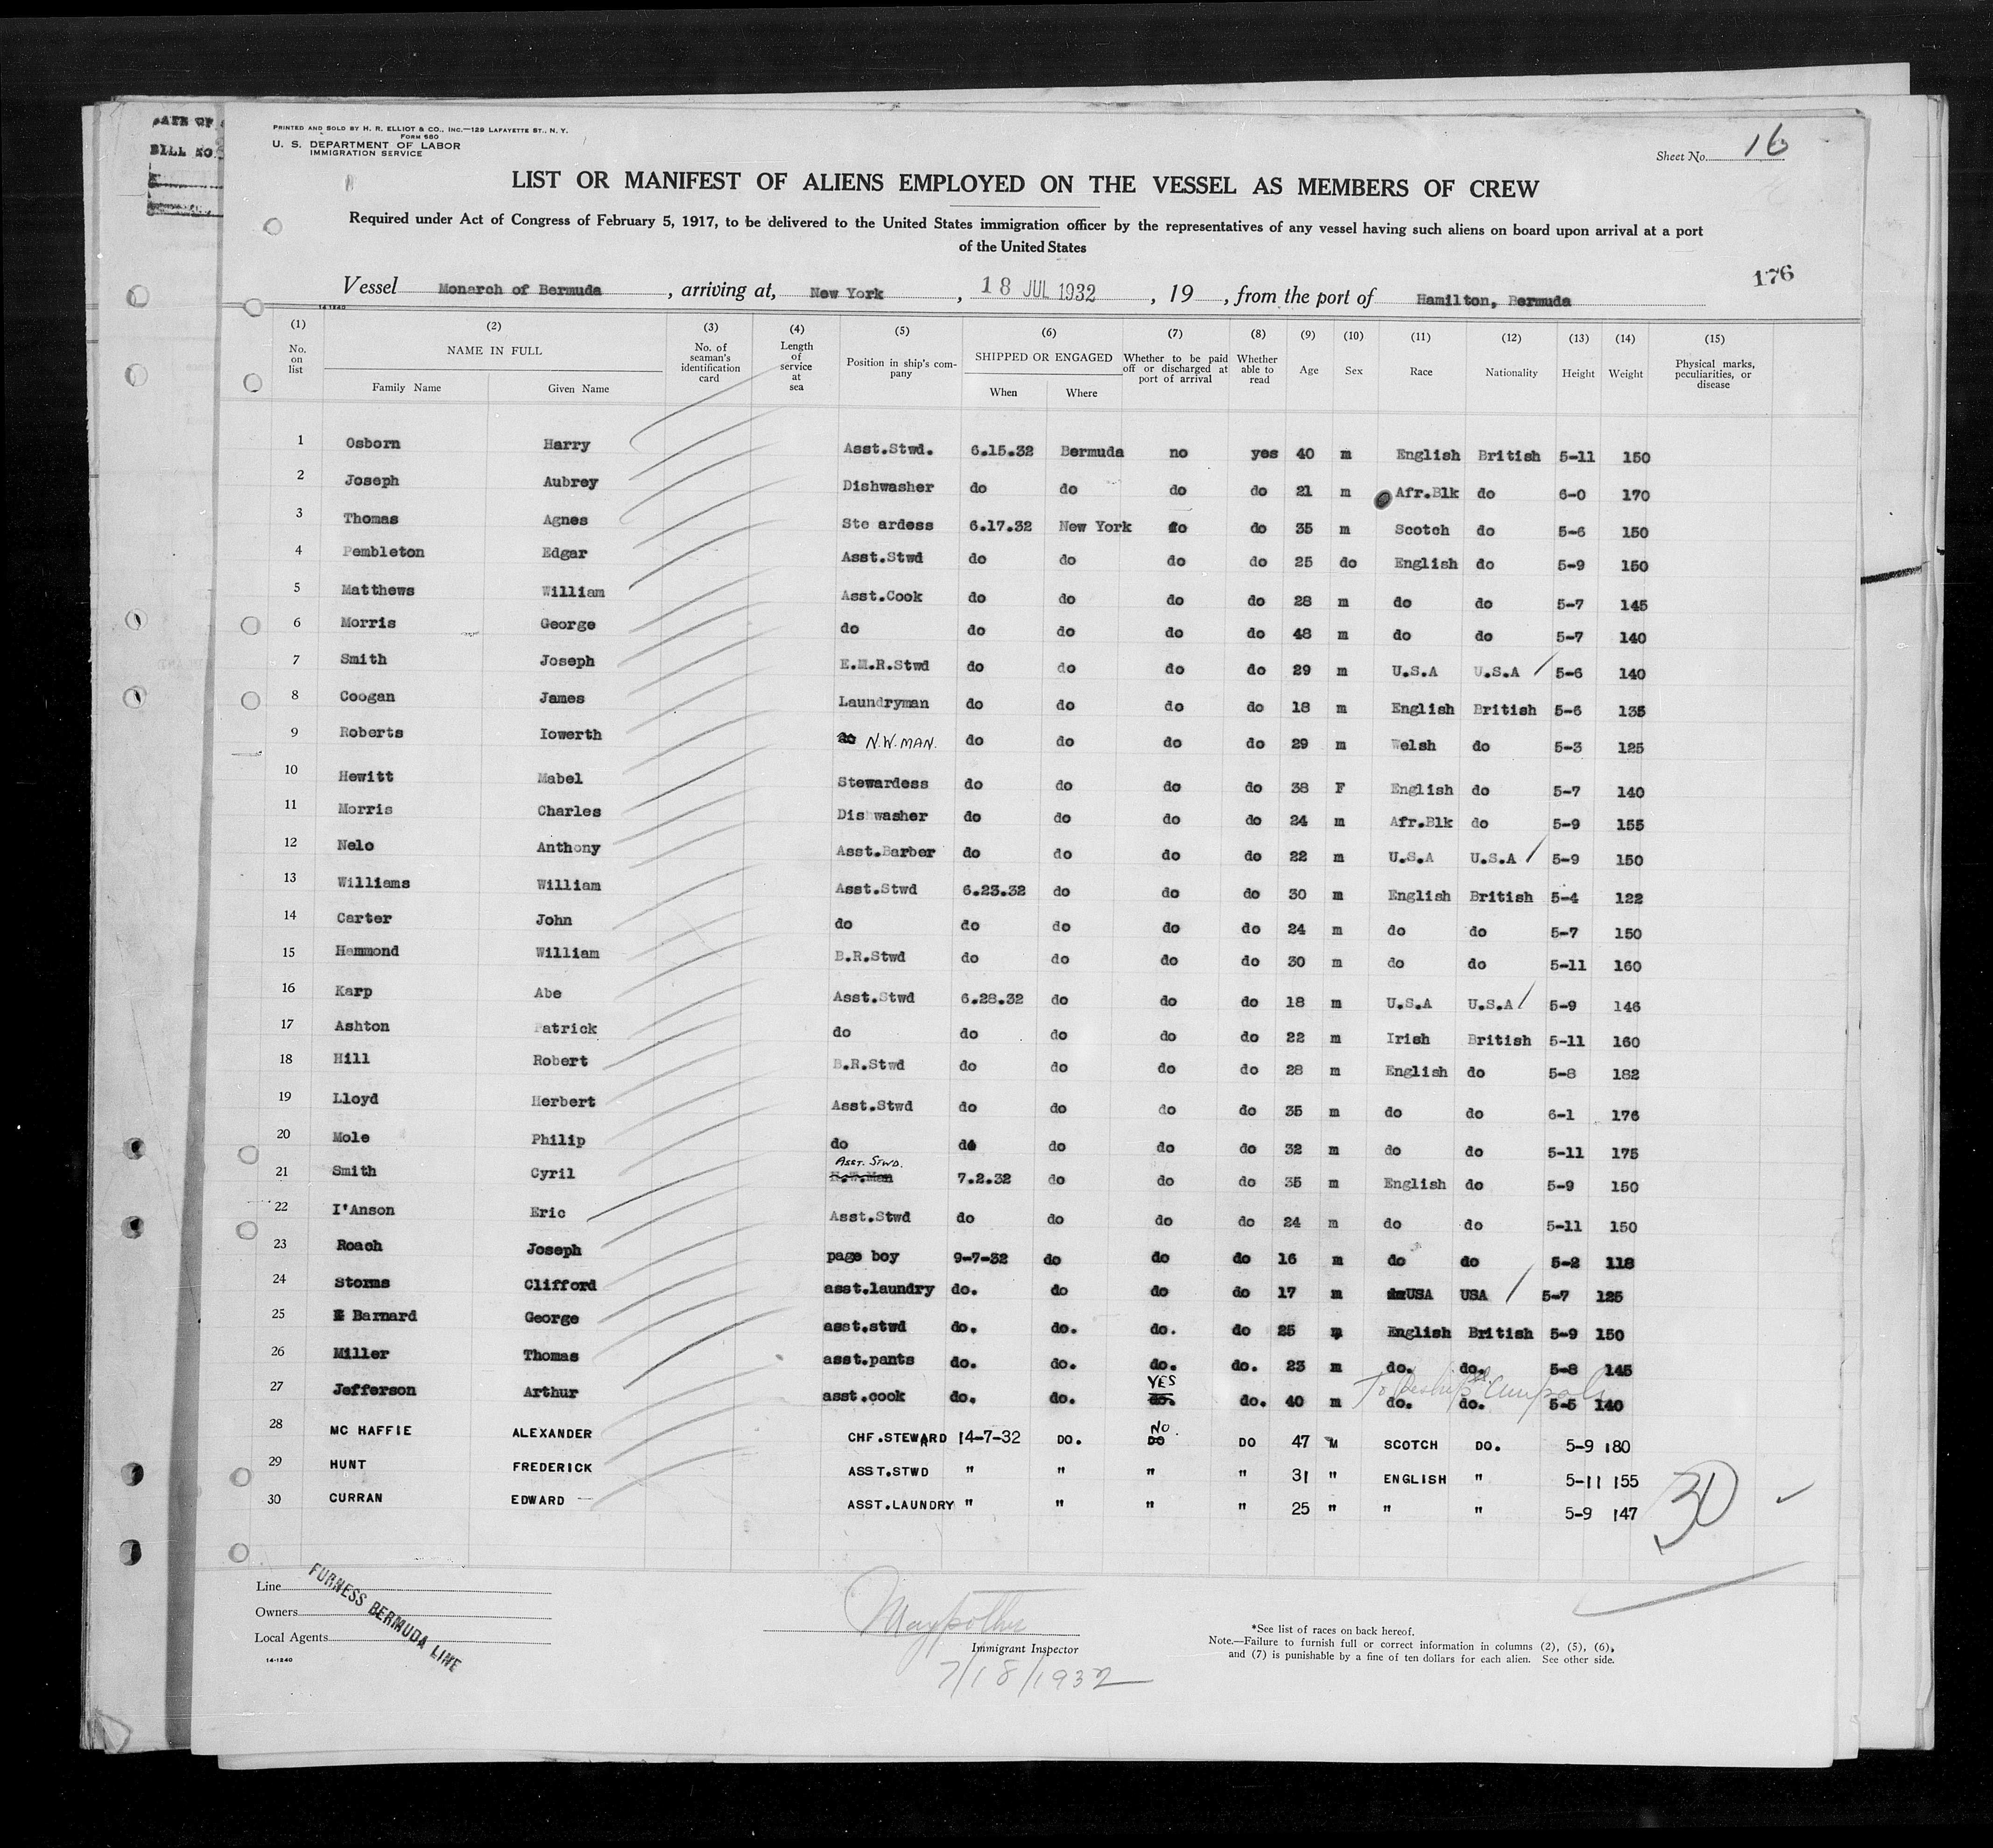 DATE OF
BILL NO.
PRINTED AND SOLD BY H. R. ELLIOT & CO., INC.—129 LAFAYETTE ST., N. Y.
FORM 680
U. S. DEPARTMENT OF LABOR
IMMIGRATION SERVICE
Sheet No. 16
LIST OR MANIFEST OF ALIENS EMPLOYED ON THE VESSEL AS MEMBERS OF CREW
Required under Act of Congress of February 5, 1917, to be delivered to the United States immigration officer by the representatives of any vessel having such aliens on board upon arrival at a port
of the United States
176
Vessel Monarch of Bermuda , arriving at, New York , 18 JUL 1932 , 19 , from the port of Hamilton, Bermuda
14-1240
(1) (2) (3) (4) (5) (6) (7) (8) (9) (10) (11) (12) (13) (14) (15)
No. on list NAME IN FULL No. of seaman's identification card Length of service at sea Position in ship's company SHIPPED OR ENGAGED Whether to be paid off or discharged at port of arrival Whether able to read Age Sex Race Nationality Height Weight Physical marks, peculiarities, or disease
Family Name Given Name When Where
1 Osborn Harry Asst.Stwd. 6.15.32 Bermuda no yes 40 m English British 5-11 150
2 Joseph Aubrey Dishwasher do do do do 21 m Afr.Blk do 6-0 170
3 Thomas Agnes Ste ardess 6.17.32 New York do do 35 m Scotch do 5-6 150
4 Pembleton Edgar Asst.Stwd do do do do 25 do English do 5-9 150
5 Matthews William Asst.Cook do do do do 28 m do do 5-7 145
6 Morris George do do do do do 48 m do do 5-7 140
7 Smith Joseph E.M.R.Stwd do do do do 29 m U.S.A U.S.A 5-6 140
8 Coogan James Laundryman do do do do 18 m English British 5-6 135
9 Roberts Iowerth do N.W.MAN. do do do do 29 m Welsh do 5-3 125
10 Hewitt Mabel Stewardess do do do do 38 F English do 5-7 140
11 Morris Charles Dishwasher do do do do 24 m Afr.Blk do 5-9 155
12 Nelo Anthony Asst.Barber do do do do 22 m U.S.A U.S.A 5-9 150
13 Williams William Asst.Stwd 6.23.32 do do do 30 m English British 5-4 122
14 Carter John do do do do do 24 m do do 5-7 150
15 Hammond William B.R.Stwd do do do do 30 m do do 5-11 160
16 Karp Abe Asst.Stwd 6.28.32 do do do 18 m U.S.A U.S.A 5-9 146
17 Ashton Patrick do do do do do 22 m Irish British 5-11 160
18 Hill Robert B.R.Stwd do do do do 28 m English do 5-8 182
19 Lloyd Herbert Asst.Stwd do do do do 35 m do do 6-1 176
20 Mole Philip do do do do do 32 m do do 5-11 175
ASST. STWD.
21 Smith Cyril N.W.Man 7.2.32 do do do 35 m English do 5-9 150
22 I'Anson Eric Asst.Stwd do do do do 24 m do do 5-11 150
23 Roach Joseph page boy 9-7-32 do do do 16 m do do 5-2 118
24 Storms Clifford asst.laundry do. do do do 17 m USA USA 5-7 125
25 Barnard George asst.stwd do. do. do. do 25 m English British 5-9 150
26 Miller Thomas asst.pants do. do. do. do. 23 m do. do. 5-8 145
YES
27 Jefferson Arthur asst.cook do. do. do. do. 40 m do. do. 5-5 140
NO.
28 MC HAFFIE ALEXANDER CHF.STEWARD 14-7-32 DO. DO DO 47 M SCOTCH DO. 5-9 180
29 HUNT FREDERICK ASST.STWD " " " " 31 " ENGLISH " 5-11 155
30 CURRAN EDWARD ASST.LAUNDRY " " " " 25 " " " 5-9 147
30
Line
Owners
Local Agents
FURNESS BERMUDA LINE
14-1240
Immigrant Inspector
7/18/1932
*See list of races on back hereof.
Note.—Failure to furnish full or correct information in columns (2), (5), (6),
and (7) is punishable by a fine of ten dollars for each alien. See other side.